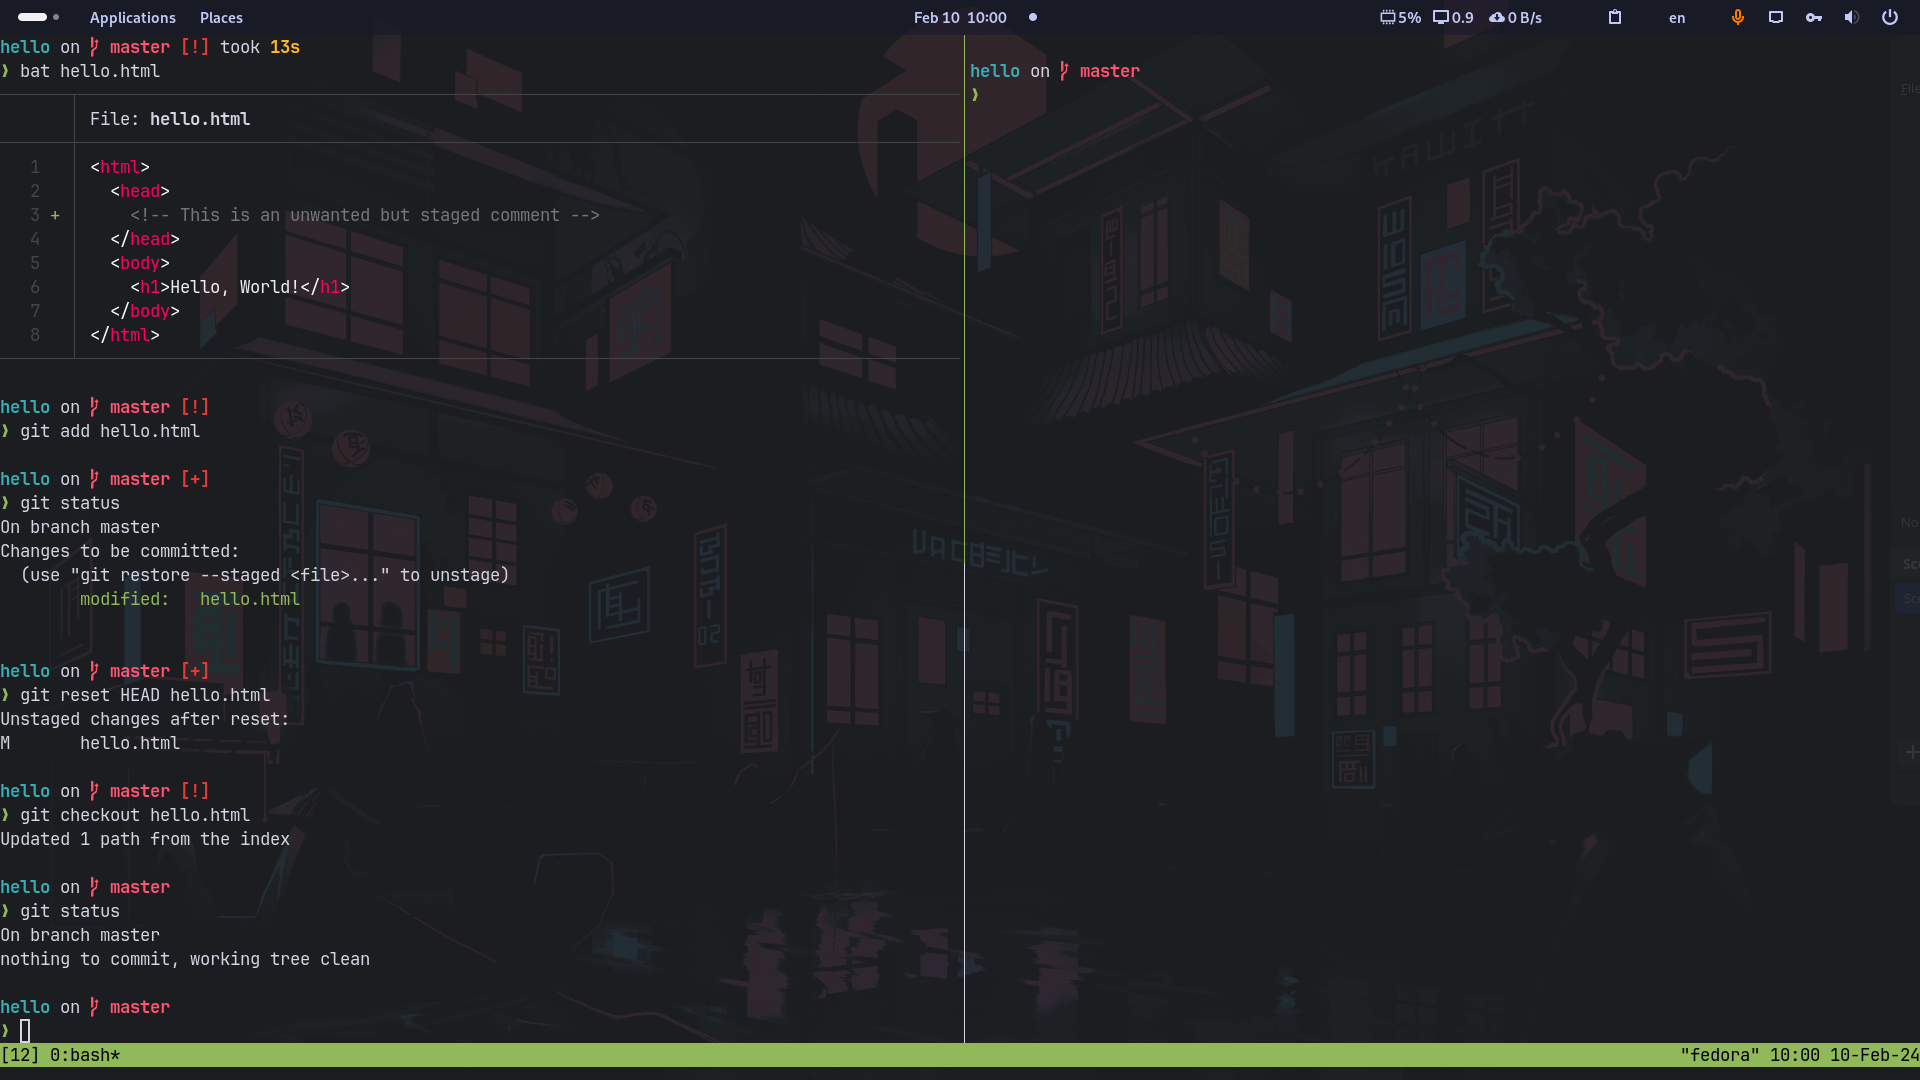 Applications Places Feb 10 10:00 5% 0.9 0 B/s en
hello on master [!] took 13s
❯ bat hello.html
File: hello.html
1 <html>
2 <head>
3 + <!-- This is an unwanted but staged comment -->
4 </head>
5 <body>
6 <h1>Hello, World!</h1>
7 </body>
8 </html>
hello on master [!]
❯ git add hello.html
hello on master [+]
❯ git status
On branch master
Changes to be committed:
(use "git restore --staged <file>..." to unstage)
modified: hello.html
hello on master [+]
❯ git reset HEAD hello.html
Unstaged changes after reset:
M hello.html
hello on master [!]
❯ git checkout hello.html
Updated 1 path from the index
hello on master
❯ git status
On branch master
nothing to commit, working tree clean
hello on master
❯
hello on master
❯
File
No
[12] 0:bash* "fedora" 10:00 10-Feb-24